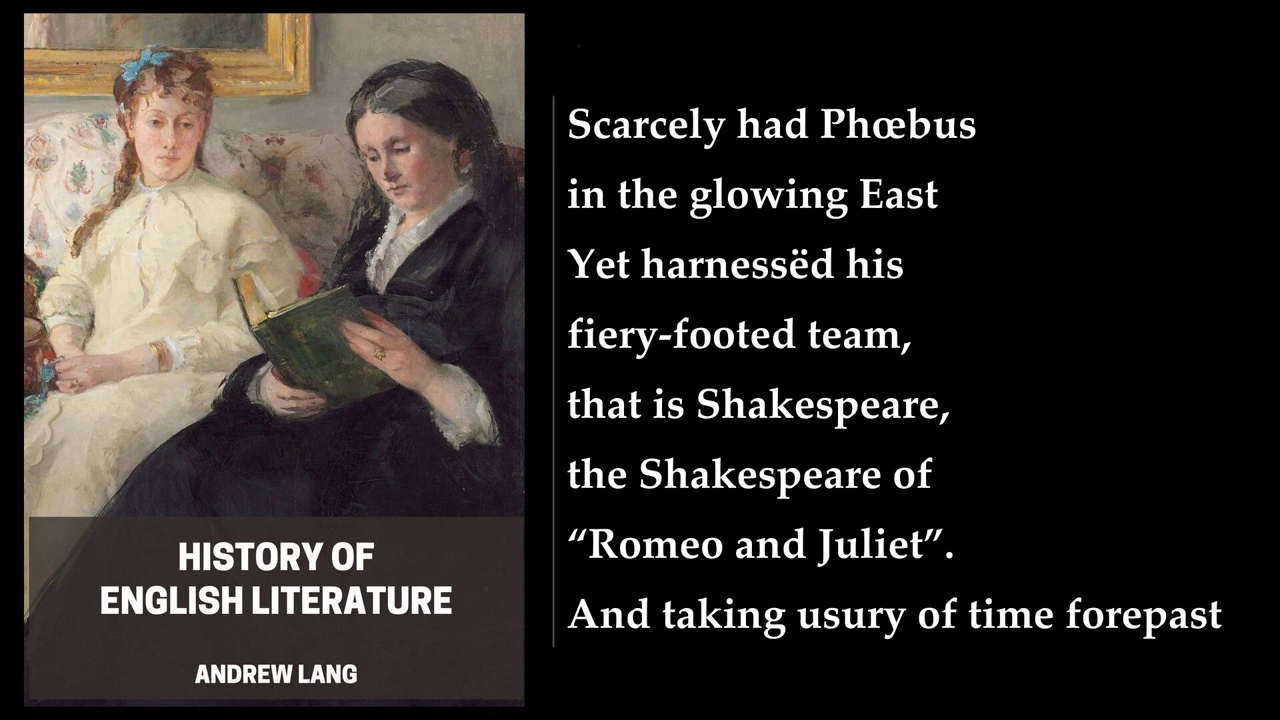 HISTORY OF
ENGLISH LITERATURE
ANDREW LANG
Scarcely had Phœbus
in the glowing East
Yet harnessëd his
fiery-footed team,
that is Shakespeare,
the Shakespeare of
“Romeo and Juliet”.
And taking usury of time forepast